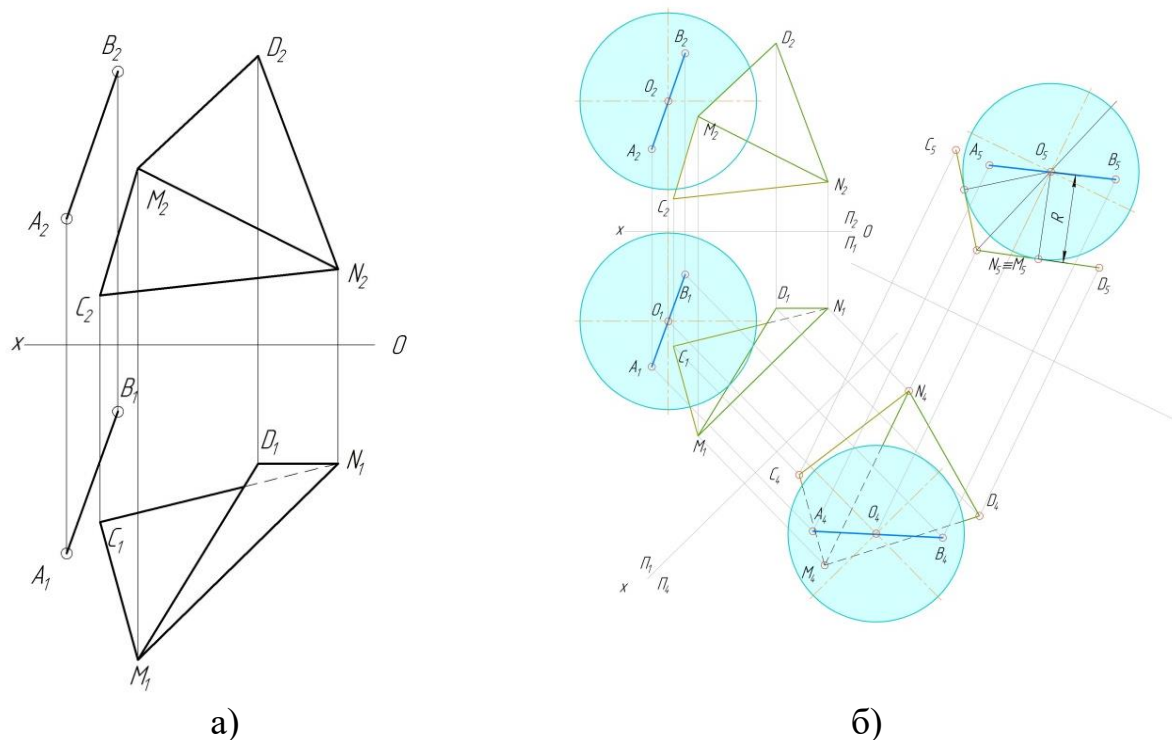 B₂
D₂
A₂
M₂
N₂
C₂
x
O
B₁
D₁
N₁
C₁
A₁
M₁
а)
B₂
D₂
O₂
M₂
A₂
N₂
C₂
x
П₂
П₁
O
B₁
O₁
D₁
N₁
C₁
A₁
M₁
C₅
A₅
O₅
B₅
R
N₅≡M₅
D₅
N₄
C₄
A₄
O₄
D₄
B₄
M₄
П₁
x
П₄
б)